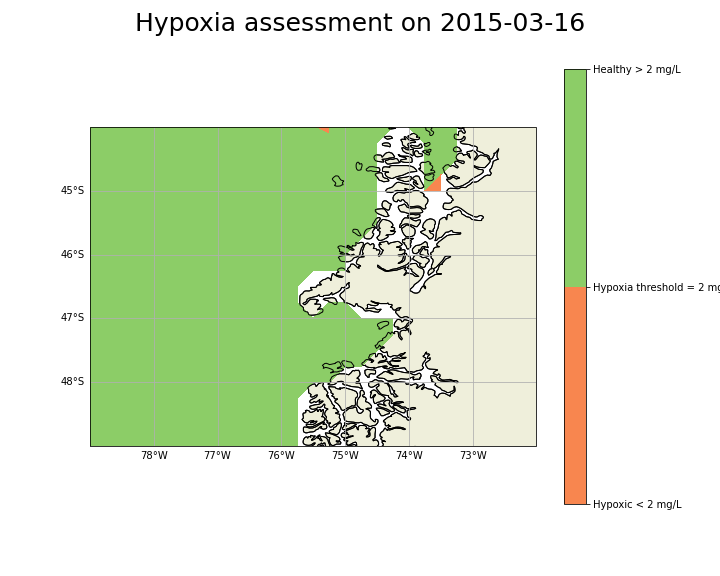 Hypoxia assessment on 2015-03-16
Healthy > 2 mg/L
45°S
46°S
Hypoxia threshold = 2 mg
47°S
48°S
78°W 77°W 76°W 75°W 74°W 73°W
Hypoxic < 2 mg/L